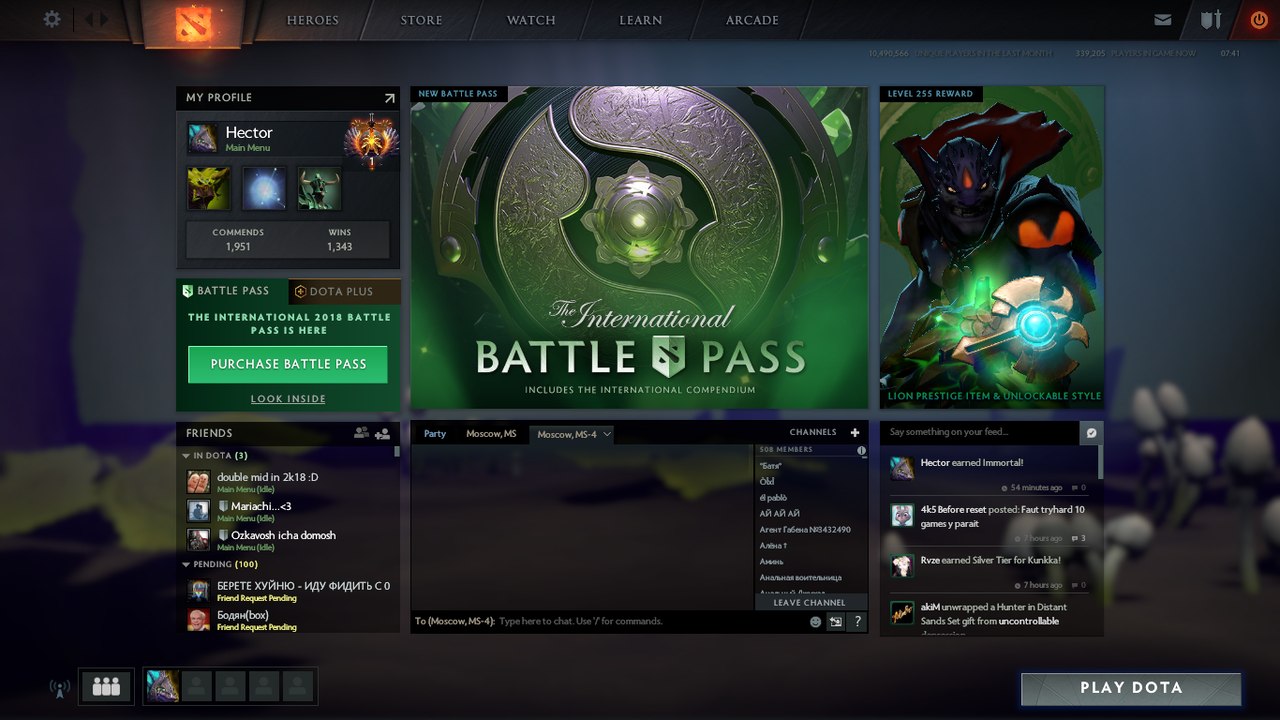 HEROES
STORE
WATCH
LEARN
ARCADE
10,490,566 UNIQUE PLAYERS IN THE LAST MONTH
339,205 PLAYERS IN GAME NOW
07:41
MY PROFILE
Hector
Main Menu
1
COMMENDS
1,951
WINS
1,343
BATTLE PASS
DOTA PLUS
THE INTERNATIONAL 2018 BATTLE
PASS IS HERE
PURCHASE BATTLE PASS
LOOK INSIDE
NEW BATTLE PASS
The International
BATTLE PASS
INCLUDES THE INTERNATIONAL COMPENDIUM
LEVEL 255 REWARD
LION PRESTIGE ITEM & UNLOCKABLE STYLE
FRIENDS
IN DOTA (3)
double mid in 2k18 :D
Main Menu (Idle)
Mariachi...<3
Main Menu (Idle)
Ozkavosh icha domosh
Main Menu (Idle)
PENDING (100)
БЕРЕТЕ ХУЙНЮ - ИДУ ФИДИТЬ С 0
Friend Request Pending
Бодян(box)
Friend Request Pending
Party
Moscow, MS
Moscow, MS-4
CHANNELS
508 MEMBERS
"Батя"
él pabló
АЙ АЙ АЙ
Агент Габена №3432490
Алёна †
Аминь
Анальная воительница
LEAVE CHANNEL
To (Moscow, MS-4): Type here to chat. Use '/' for commands.
?
Say something on your feed...
Hector earned Immortal!
54 minutes ago
0
4k5 Before reset posted: Faut tryhard 10
games y parait
7 hours ago
3
Rvze earned Silver Tier for Kunkka!
7 hours ago
0
akiM unwrapped a Hunter in Distant
Sands Set gift from uncontrollable
depression
PLAY DOTA